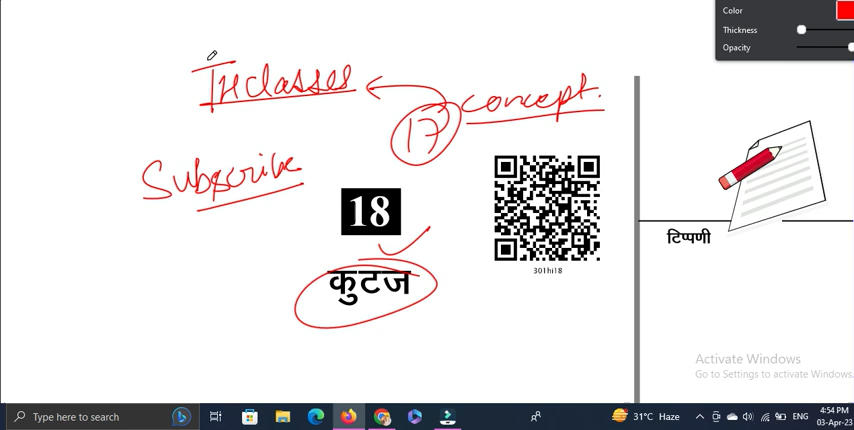 Color
Thickness
Opacity
IHclasses
concept.
17
Subscribe
18
301hi18
कुटज
टिप्पणी
Activate Windows
Go to Settings to activate Windows.
Type here to search
31°C Haze
ENG
4:54 PM
03-Apr-23